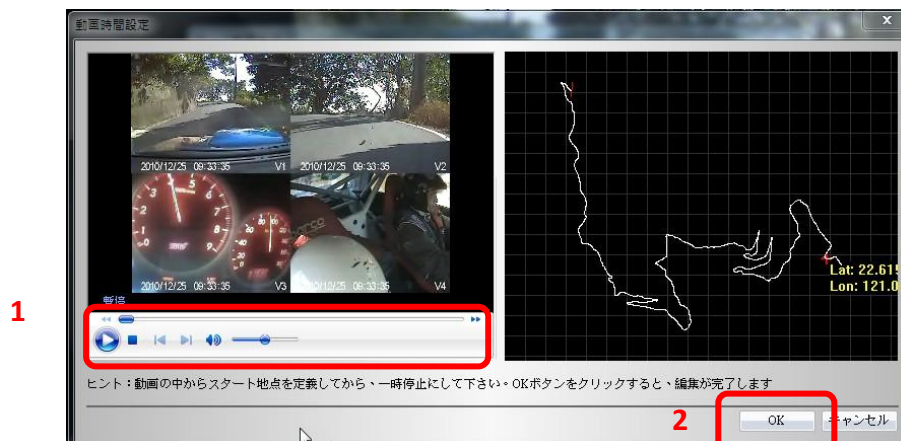 動画時間設定
2010/12/25 09:33:35 V1
2010/12/25 09:33:35 V2
2010/12/25 09:33:35 V3
2010/12/25 09:33:35 V4
Lat: 22.615
Lon: 121.0
暫停
1
ヒント：動画の中からスタート地点を定義してから、一時停止にして下さい。OKボタンをクリックすると、編集が完了します
2
OK
キャンセル